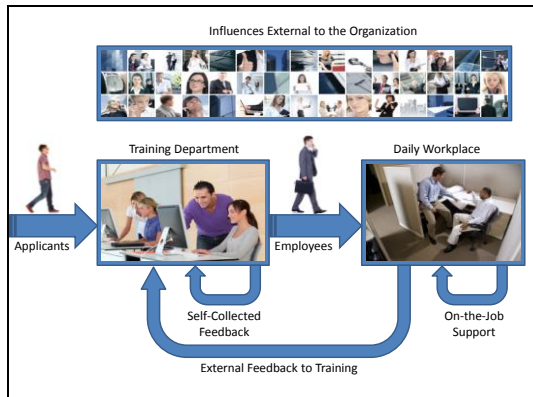 Influences External to the Organization
Training Department
Daily Workplace
Applicants
Employees
Self-Collected
Feedback
On-the-Job
Support
External Feedback to Training